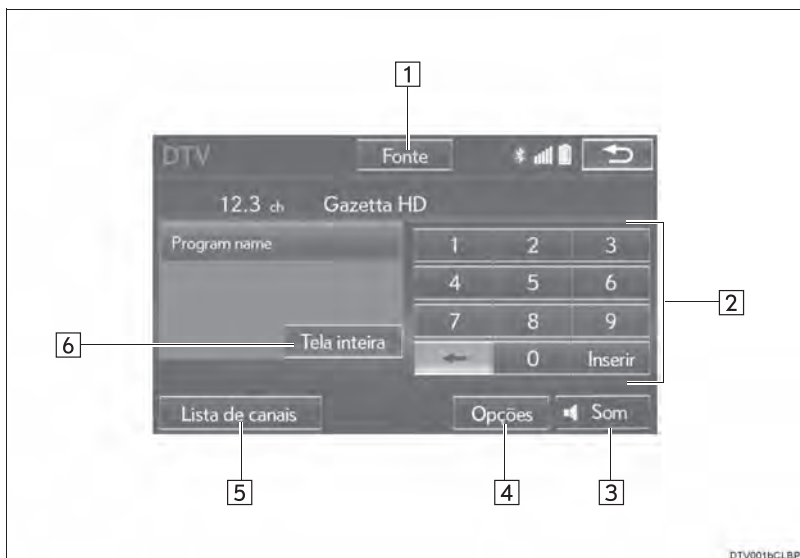 1
DTV Fonte
12.3 ch Gazetta HD
Program name
1 2 3
4 5 6
2
7 8 9
6
Tela inteira
0 Inserir
Lista de canais Opções Som
5 4 3
DTV001bCLBP